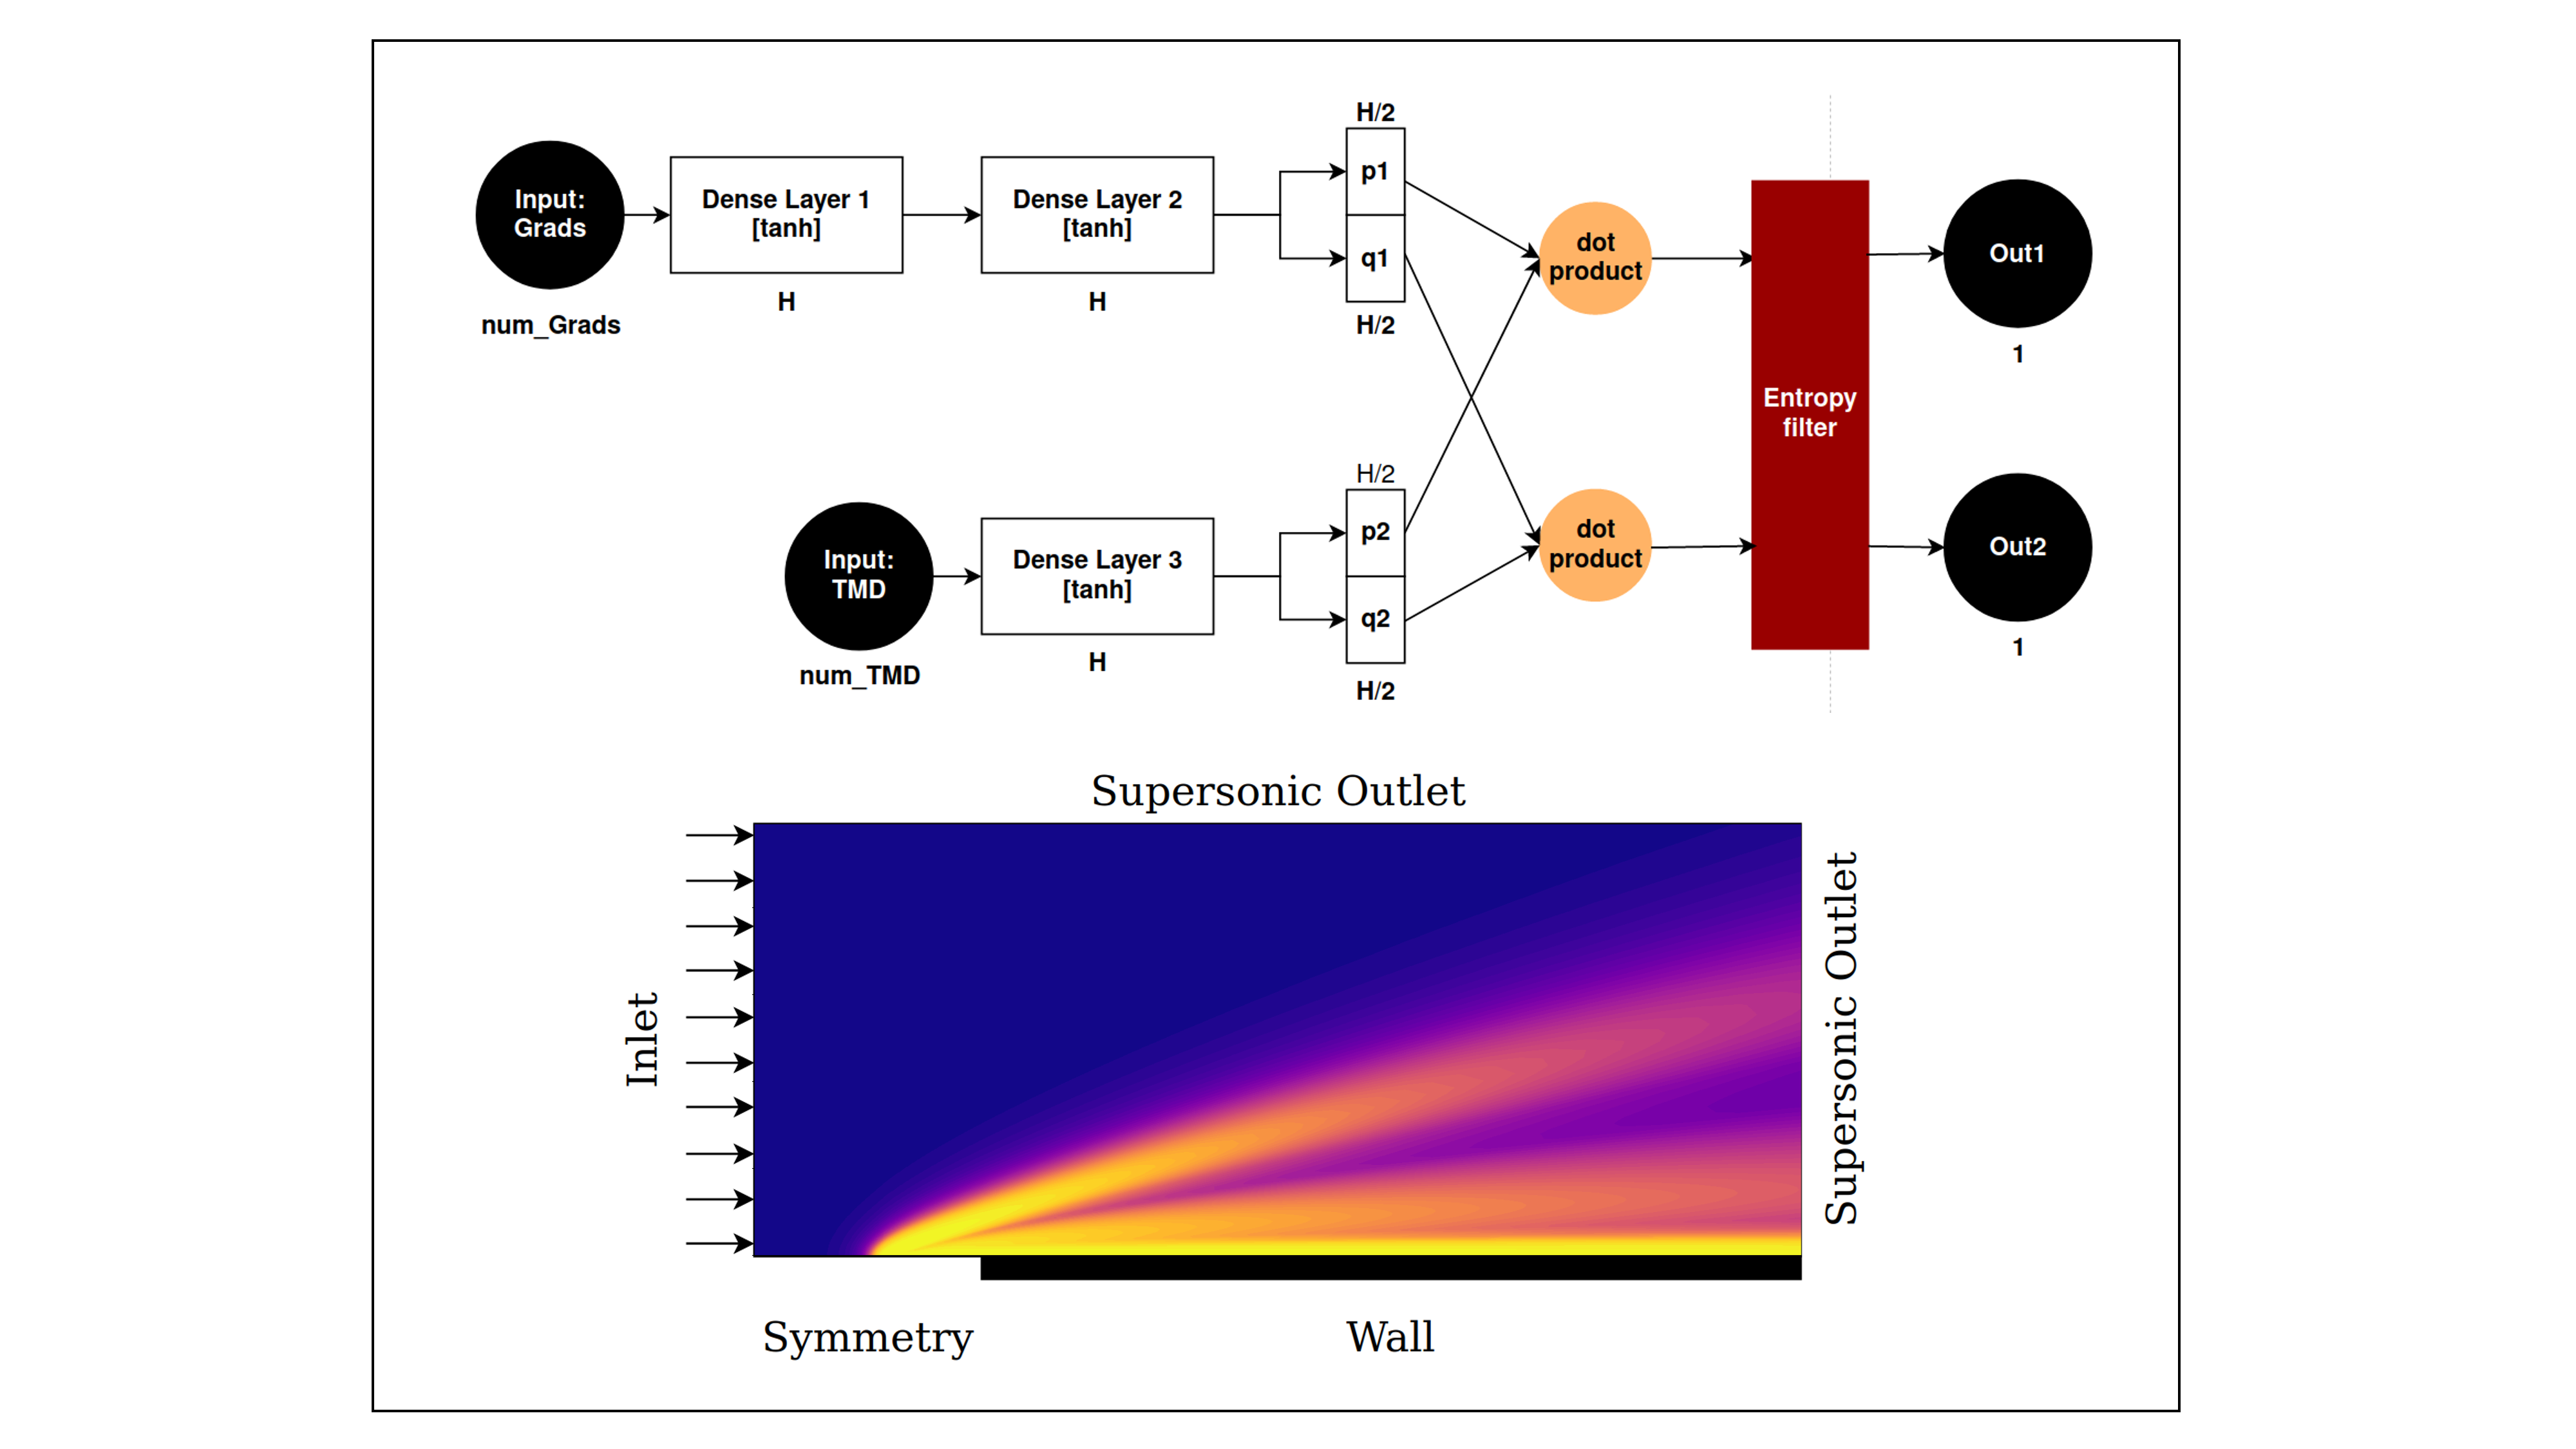 H/2
Input:
Grads
Dense Layer 1
[tanh]
Dense Layer 2
[tanh]
p1
q1
dot
product
Out1
num_Grads
H
H
H/2
1
Entropy
filter
H/2
Input:
TMD
Dense Layer 3
[tanh]
p2
q2
dot
product
Out2
num_TMD
H
H/2
1
Supersonic Outlet
Inlet
Supersonic Outlet
Symmetry
Wall